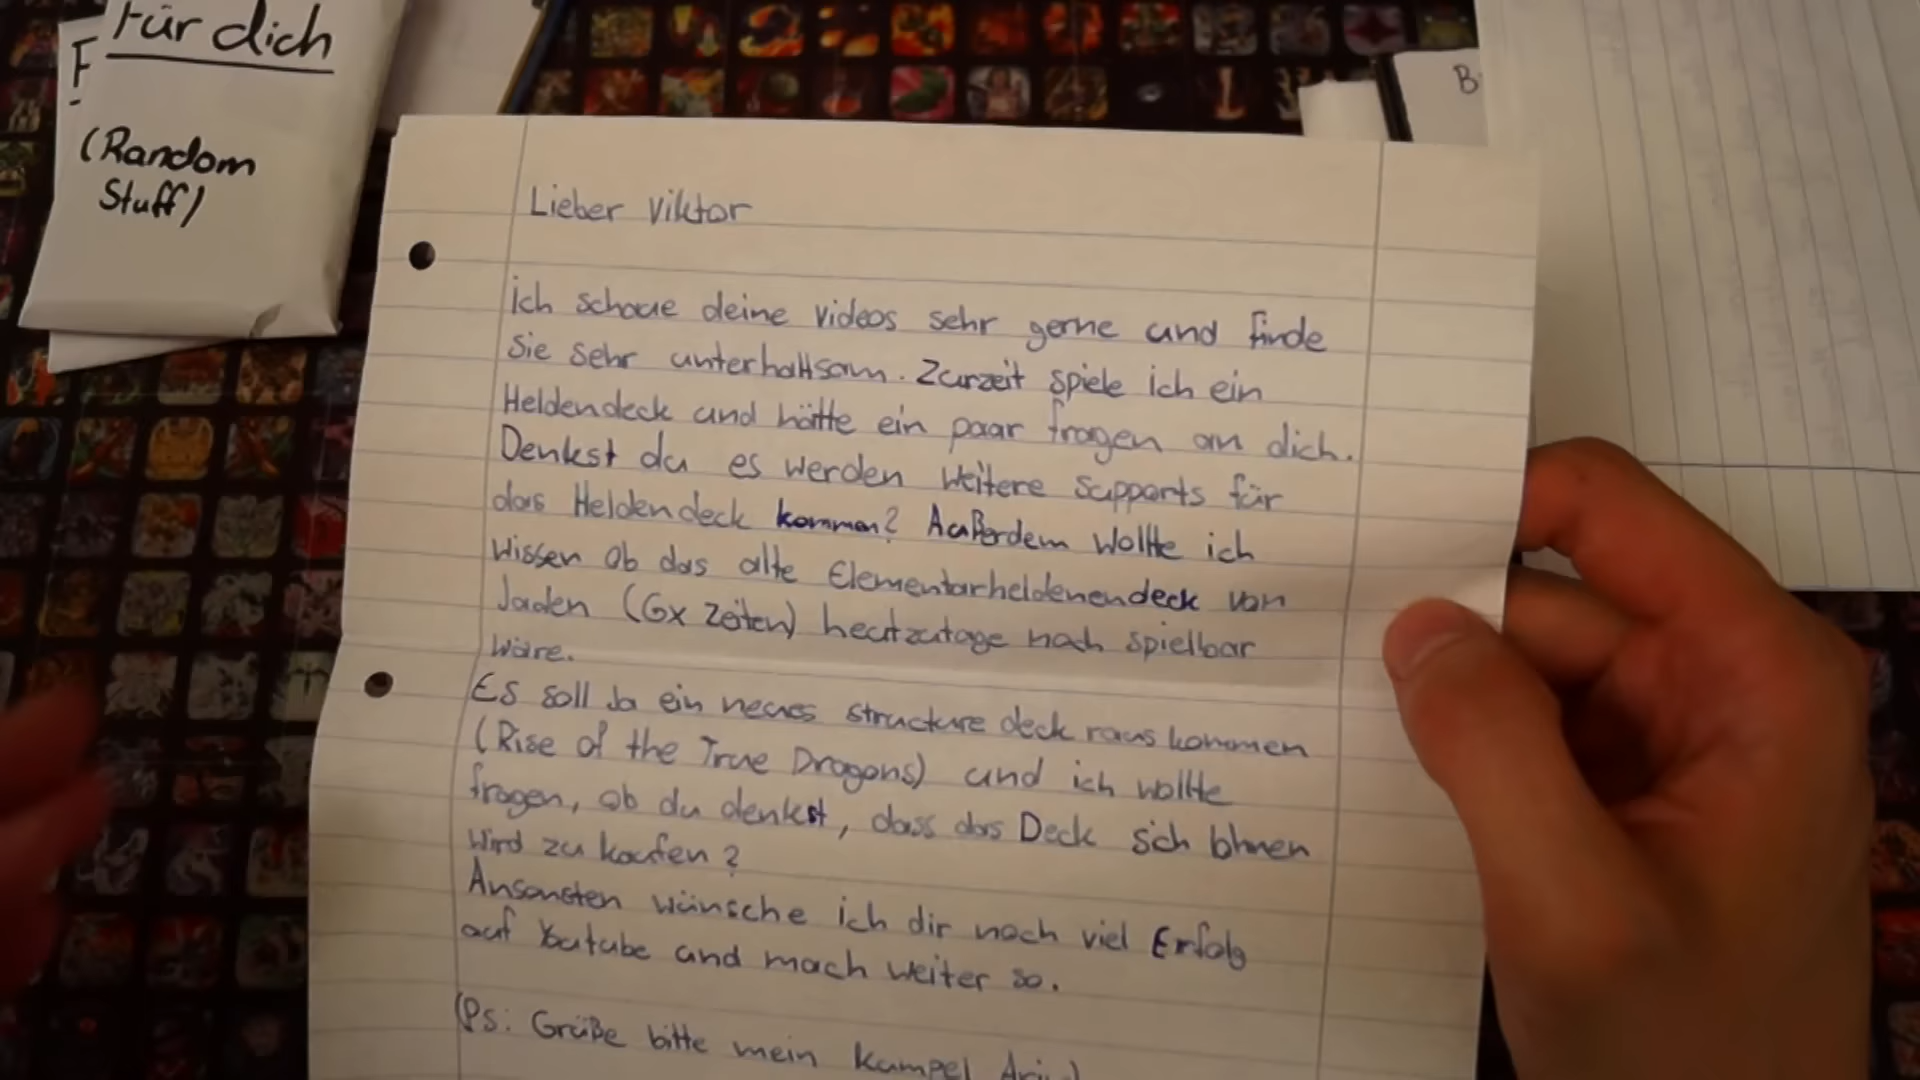 Für dich
F
(Random
Stuff)
B
Lieber Viktor
ich schaue deine videos sehr gerne und finde
sie sehr unterhaltsam. Zurzeit spiele ich ein
Heldendeck und hätte ein paar fragen an dich.
Denkst du es werden weitere Supports für
das Heldendeck kommen? Außerdem wollte ich
wissen ob das alte Elementarheldenendeck von
Jaden (Gx Zeiten) heutzutage noch spielbar
wäre.
Es soll Ja ein neues structure deck raus kommen
(Rise of the True Dragons) und ich wollte
fragen, ob du denkst, dass das Deck sich lohnen
wird zu kaufen?
Ansonsten wünsche ich dir noch viel Erfolg
auf Youtube und mach weiter so.
(Ps: Grüße bitte mein Kumpel